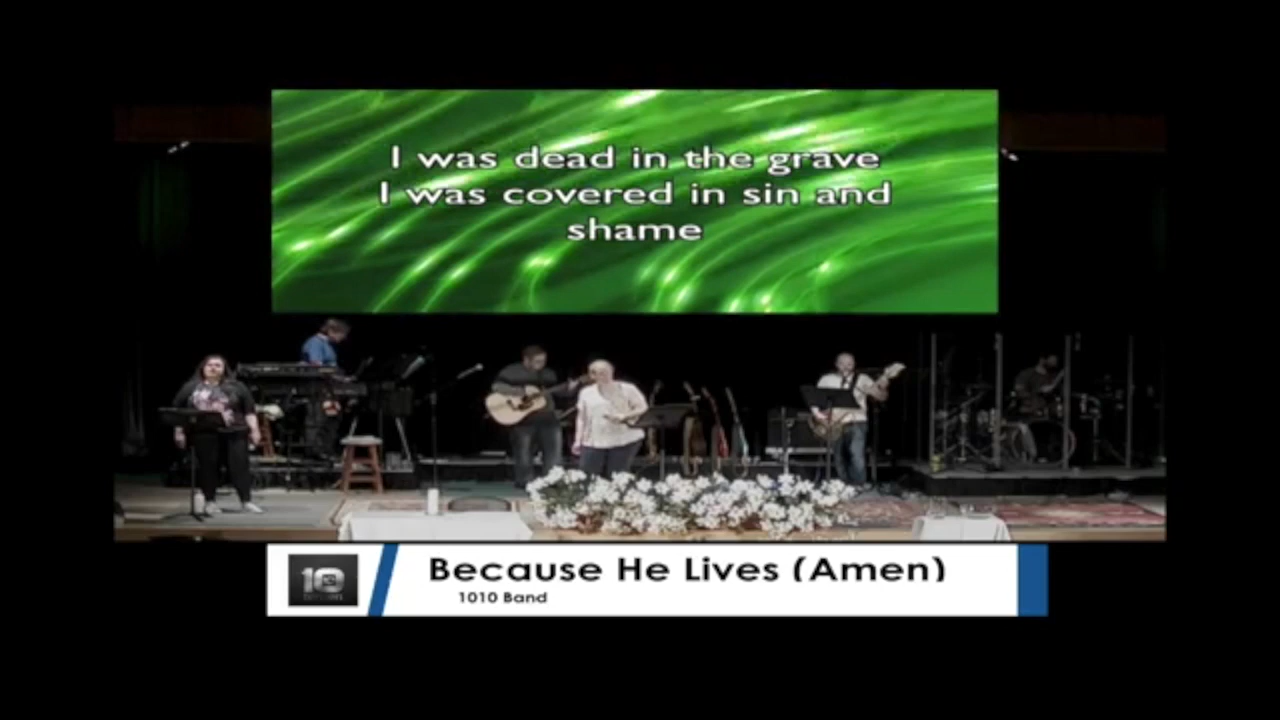 I was dead in the grave
I was covered in sin and
shame
10
Because He Lives (Amen)
1010 Band